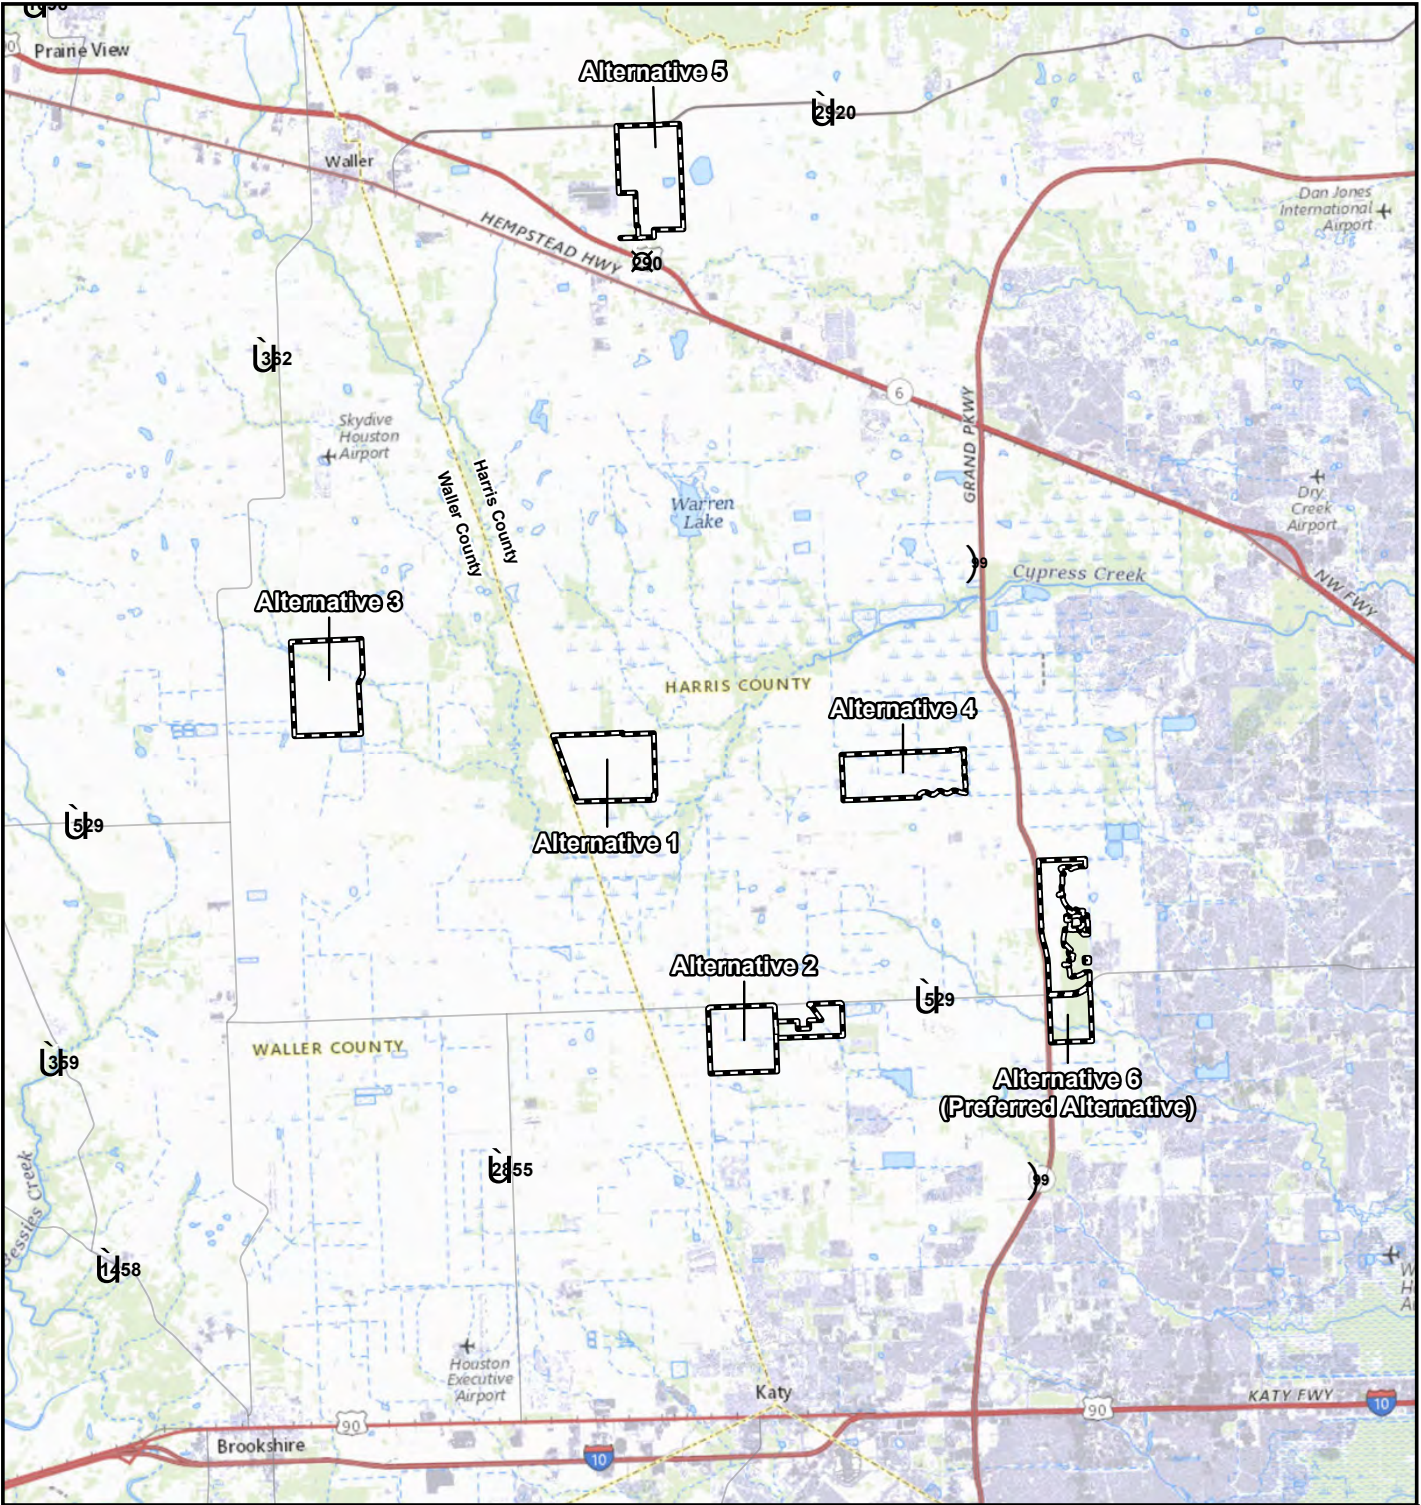 Prairie View
Alternative 5
2920
Waller
Dan Jones
International
Airport
HEMPSTEAD HWY
290
362
6
GRAND PKWY
Skydive
Houston
Airport
Harris County
Waller County
Warren
Lake
Dry
Creek
Airport
99
Cypress Creek
NW FWY
Alternative 3
HARRIS COUNTY
Alternative 4
529
Alternative 1
Alternative 2
529
WALLER COUNTY
359
Alternative 6
(Preferred Alternative)
2855
99
Bessies Creek
1458
Houston
Executive
Airport
Katy
KATY FWY
90
90
10
Brookshire
10